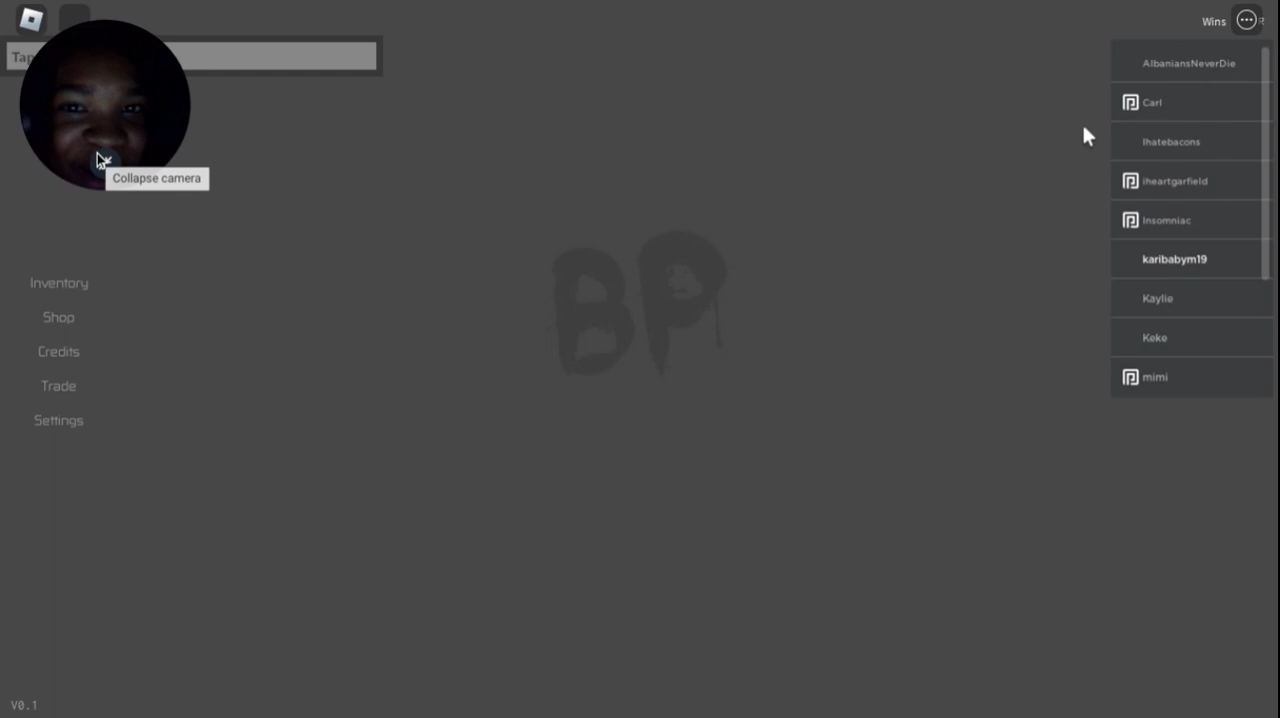 Wins
Tap
Collapse camera
AlbaniansNeverDie
Carl
Ihatebacons
iheartgarfield
Insomniac
karibabym19
Kaylie
Keke
mimi
BP
Inventory
Shop
Credits
Trade
Settings
V0.1